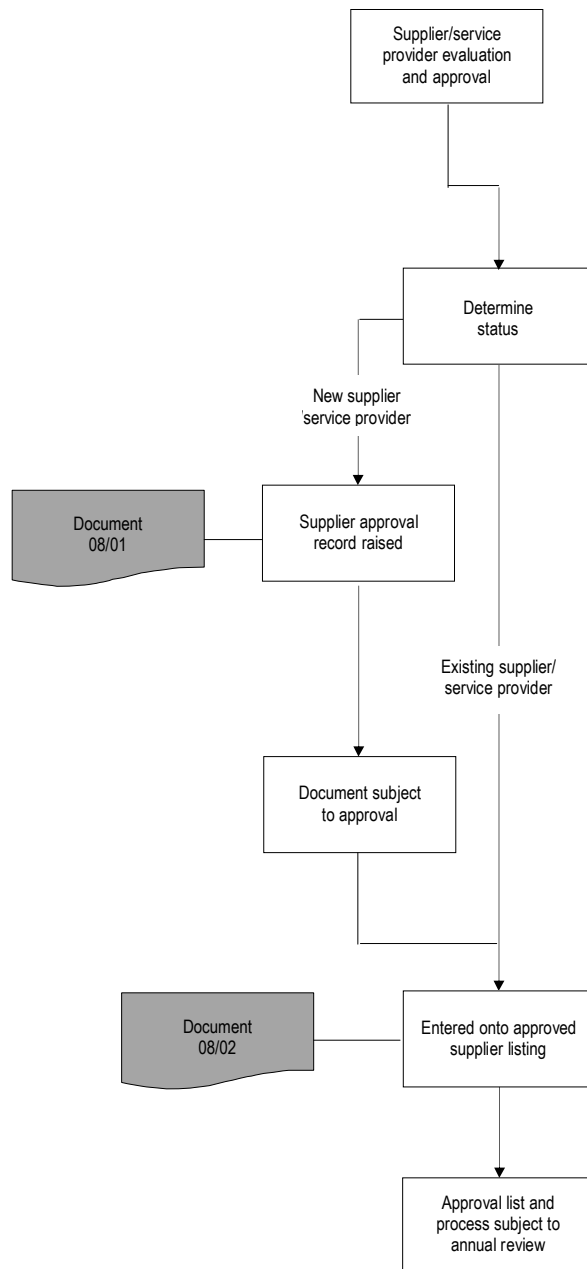 Supplier/service
provider evaluation
and approval
Determine
status
New supplier
/service provider
Document
08/01
Supplier approval
record raised
Existing supplier/
service provider
Document subject
to approval
Document
08/02
Entered onto approved
supplier listing
Approval list and
process subject to
annual review